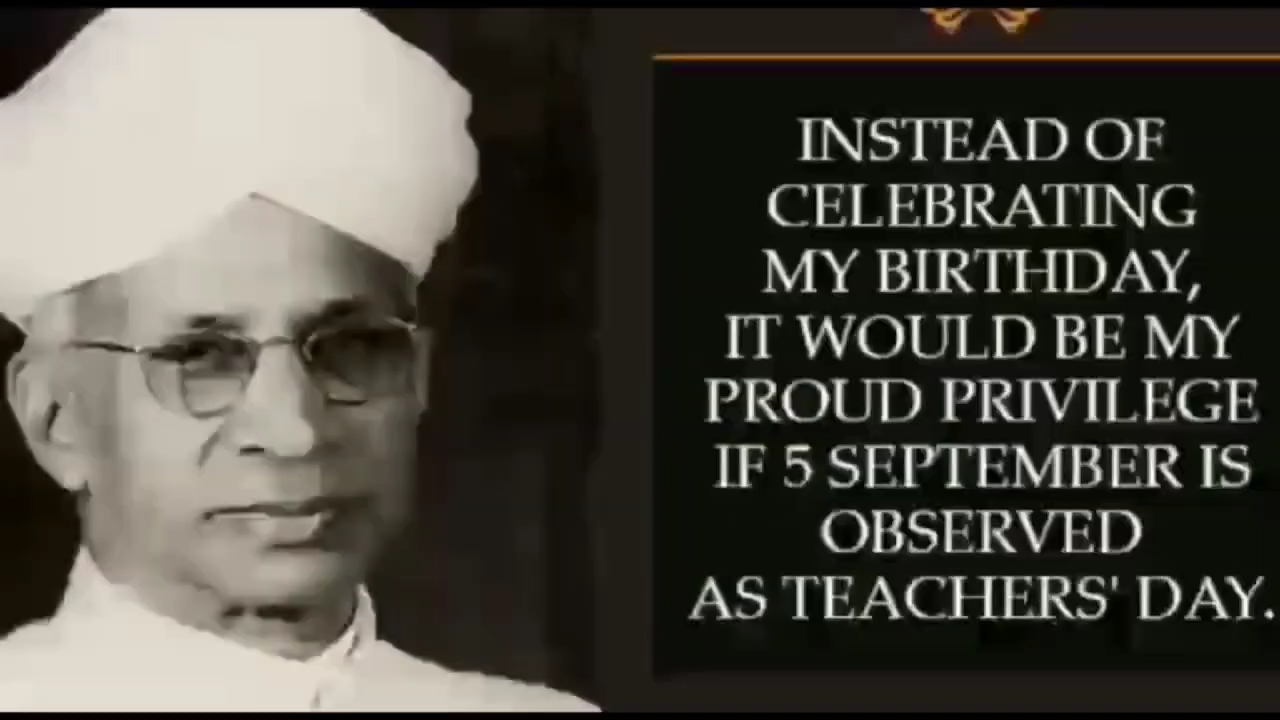 INSTEAD OF
CELEBRATING
MY BIRTHDAY,
IT WOULD BE MY
PROUD PRIVILEGE
IF 5 SEPTEMBER IS
OBSERVED
AS TEACHERS' DAY.